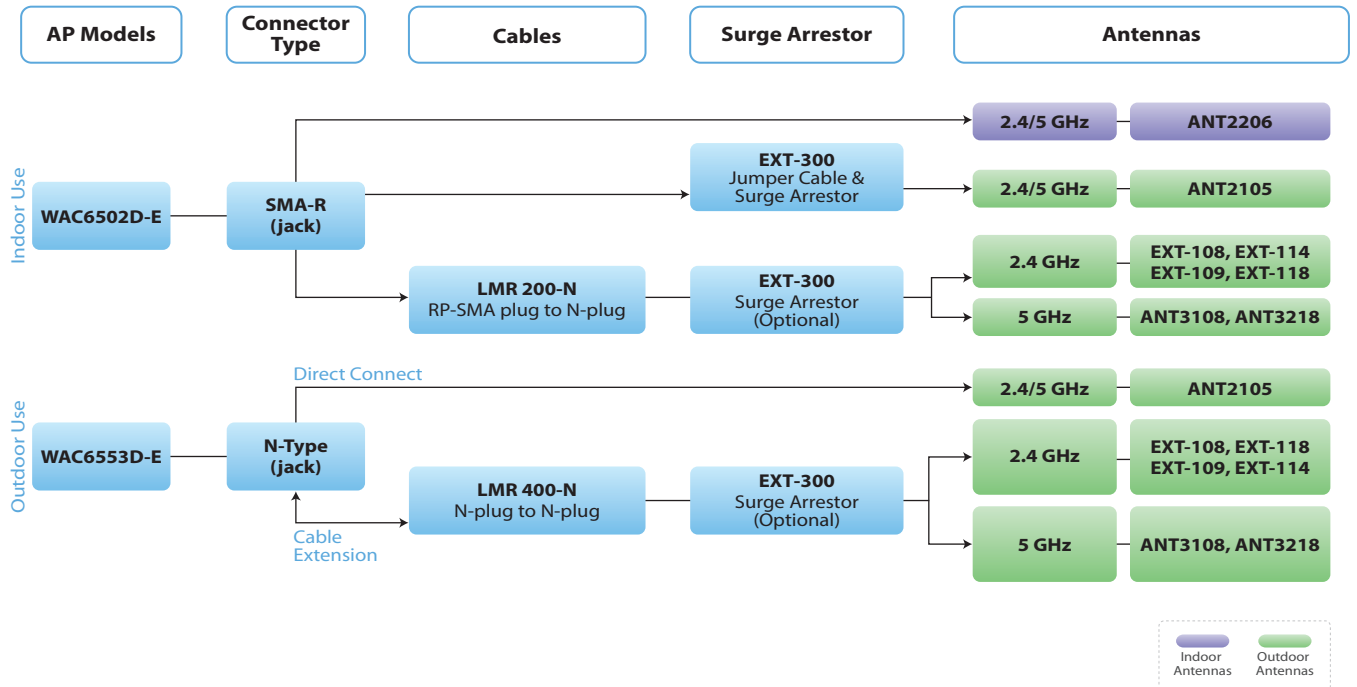 AP Models
Connector
Type
Cables
Surge Arrestor
Antennas
Indoor Use
WAC6502D-E
SMA-R
(jack)
2.4/5 GHz
ANT2206
EXT-300
Jumper Cable &
Surge Arrestor
2.4/5 GHz
ANT2105
LMR 200-N
RP-SMA plug to N-plug
EXT-300
Surge Arrestor
(Optional)
2.4 GHz
EXT-108, EXT-114
EXT-109, EXT-118
5 GHz
ANT3108, ANT3218
Outdoor Use
WAC6553D-E
N-Type
(jack)
Direct Connect
2.4/5 GHz
ANT2105
Cable
Extension
LMR 400-N
N-plug to N-plug
EXT-300
Surge Arrestor
(Optional)
2.4 GHz
EXT-108, EXT-118
EXT-109, EXT-114
5 GHz
ANT3108, ANT3218
Indoor
Antennas
Outdoor
Antennas